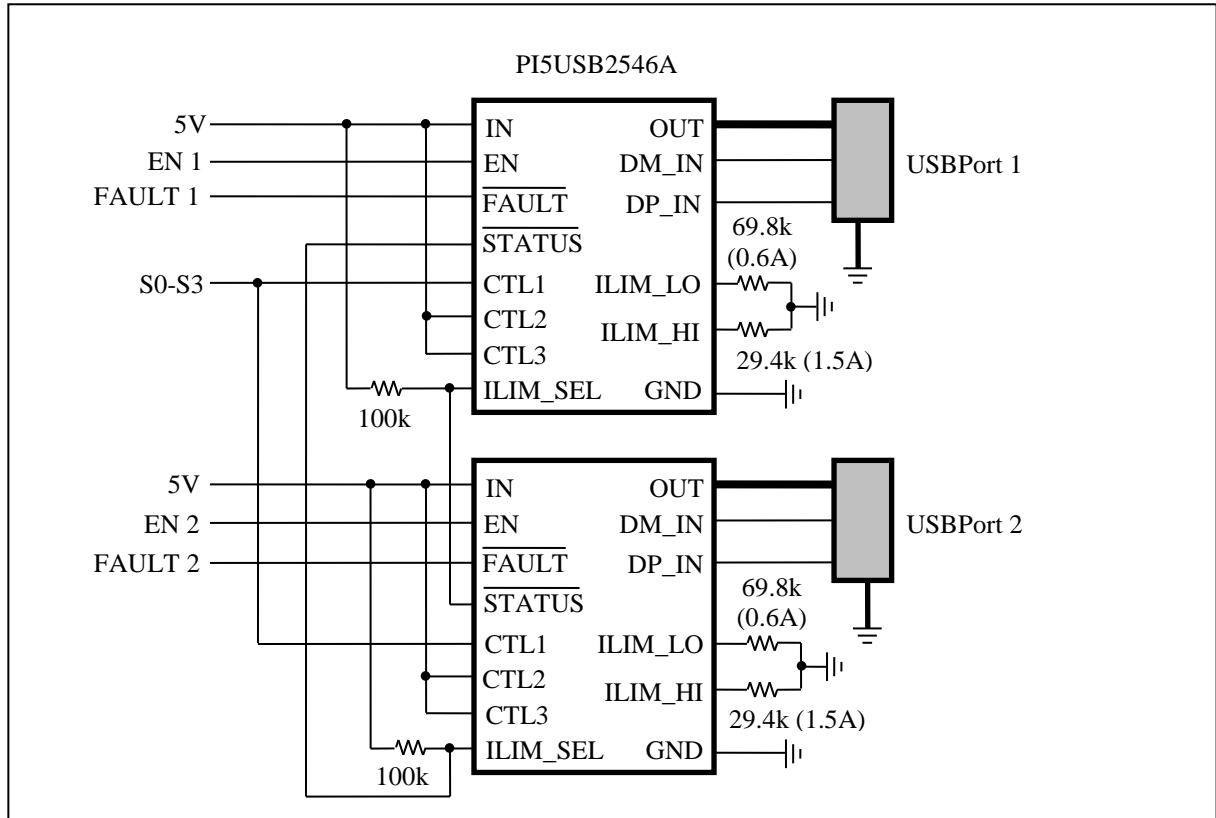 PI5USB2546A
5V
EN 1
FAULT 1
S0-S3
IN
EN
FAULT
STATUS
CTL1
CTL2
CTL3
ILIM_SEL
OUT
DM_IN
DP_IN
ILIM_LO
ILIM_HI
GND
USBPort 1
69.8k
(0.6A)
29.4k (1.5A)
100k
5V
EN 2
FAULT 2
IN
EN
FAULT
STATUS
CTL1
CTL2
CTL3
ILIM_SEL
OUT
DM_IN
DP_IN
ILIM_LO
ILIM_HI
GND
USBPort 2
69.8k
(0.6A)
29.4k (1.5A)
100k